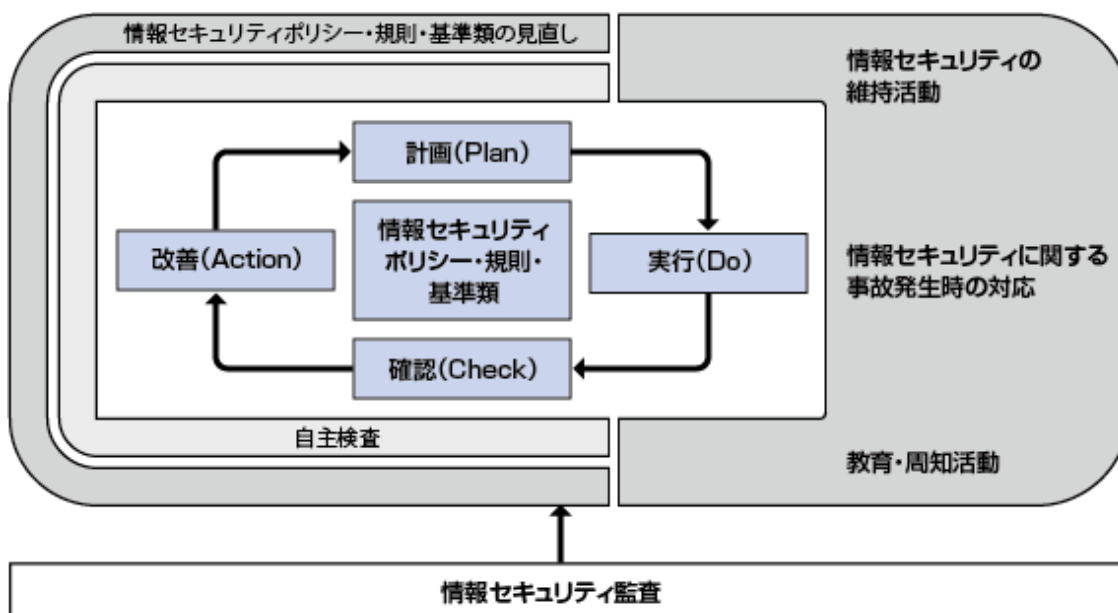 情報セキュリティポリシー・規則・基準類の見直し
情報セキュリティの
維持活動
計画(Plan)
情報セキュリティ
ポリシー・規則・
基準類
改善(Action)
実行(Do)
情報セキュリティに関する
事故発生時の対応
確認(Check)
自主検査
教育・周知活動
情報セキュリティ監査